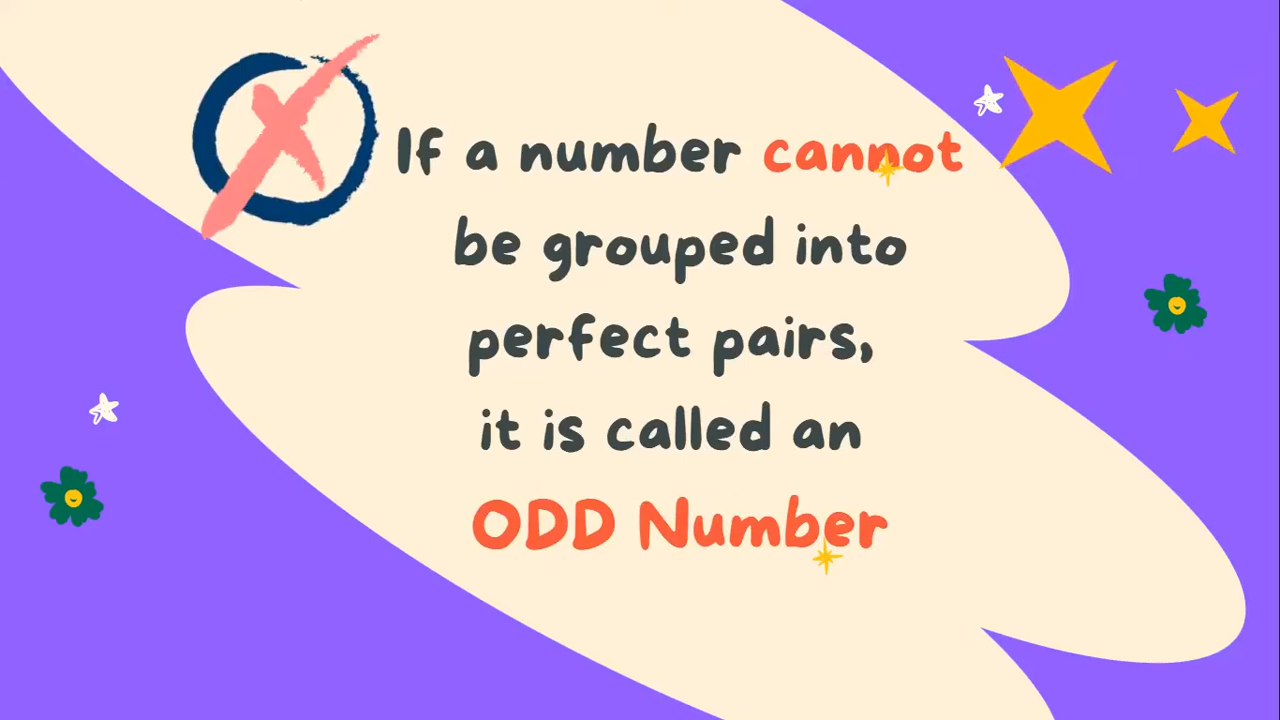 If a number cannot
be grouped into
perfect pairs,
it is called an
ODD Number